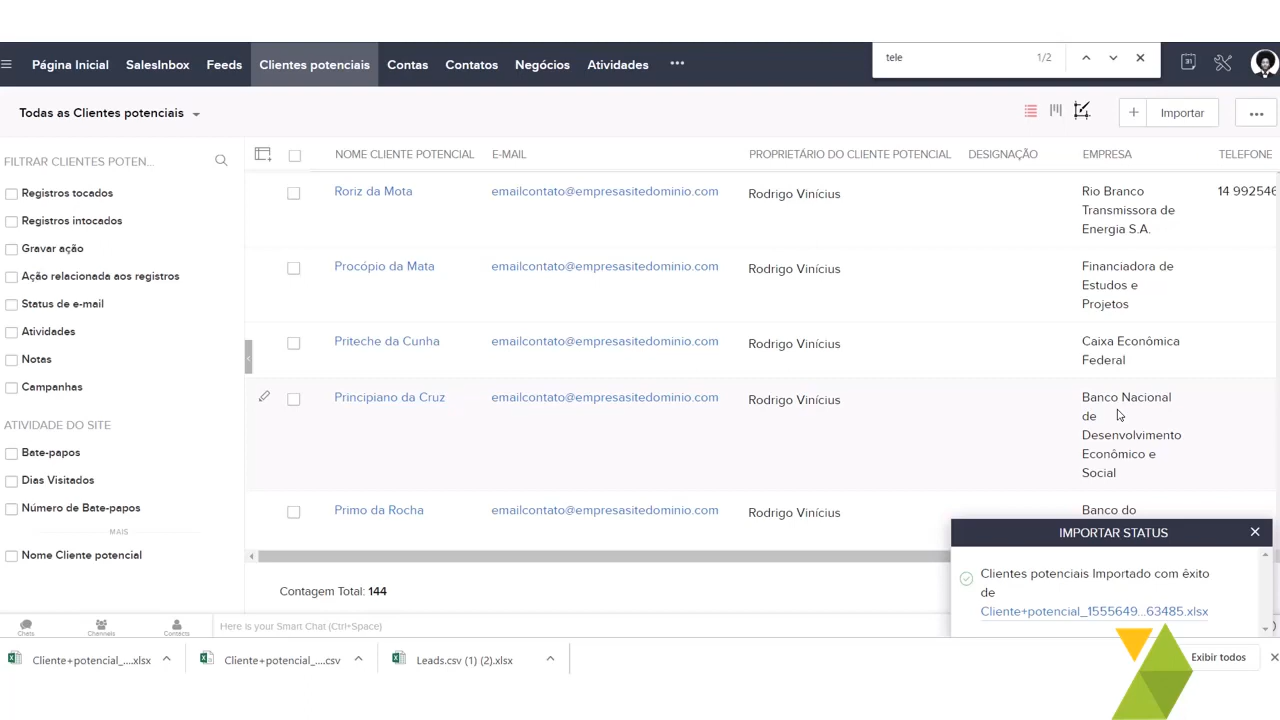 tele 1/2
Página Inicial SalesInbox Feeds Clientes potenciais Contas Contatos Negócios Atividades ••• 31
Todas as Clientes potenciais + Importar •••
FILTRAR CLIENTES POTEN...
Registros tocados
Registros intocados
Gravar ação
Ação relacionada aos registros
Status de e-mail
Atividades
Notas
Campanhas
ATIVIDADE DO SITE
Bate-papos
Dias Visitados
Número de Bate-papos
MAIS
Nome Cliente potencial
NOME CLIENTE POTENCIAL E-MAIL PROPRIETÁRIO DO CLIENTE POTENCIAL DESIGNAÇÃO EMPRESA TELEFONE
Roriz da Mota emailcontato@empresasitedominio.com Rodrigo Vinícius Rio Branco 14 992546
Transmissora de
Energia S.A.
Procópio da Mata emailcontato@empresasitedominio.com Rodrigo Vinícius Financiadora de
Estudos e
Projetos
Priteche da Cunha emailcontato@empresasitedominio.com Rodrigo Vinícius Caixa Econômica
Federal
Principiano da Cruz emailcontato@empresasitedominio.com Rodrigo Vinícius Banco Nacional
de
Desenvolvimento
Econômico e
Social
Primo da Rocha emailcontato@empresasitedominio.com Rodrigo Vinícius Banco do
Contagem Total: 144
IMPORTAR STATUS
Clientes potenciais Importado com êxito
de
Cliente+potencial_1555649...63485.xlsx
Chats Channels Contacts Here is your Smart Chat (Ctrl+Space)
Cliente+potencial_....xlsx Cliente+potencial_....csv Leads.csv (1) (2).xlsx Exibir todos